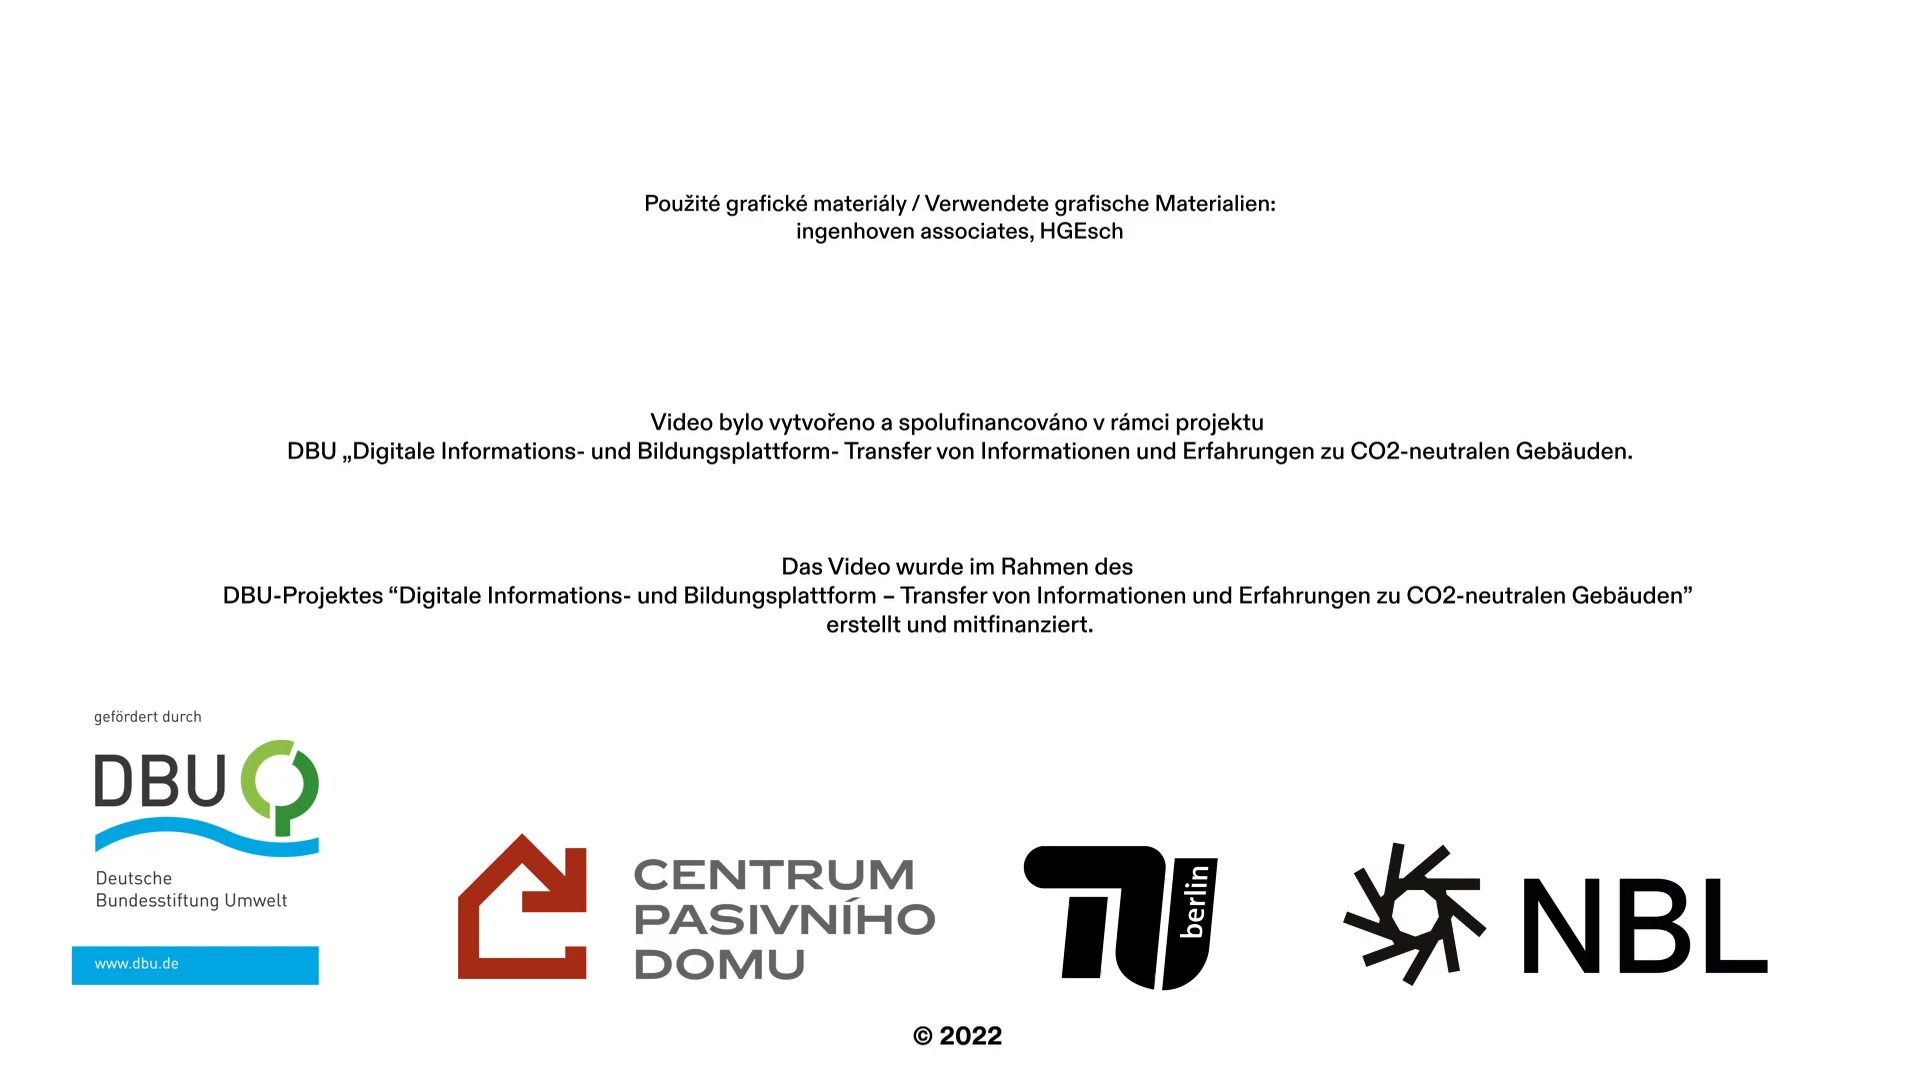 Použité grafické materiály / Verwendete grafische Materialien:
ingenhoven associates, HGEsch
Video bylo vytvořeno a spolufinancováno v rámci projektu
DBU „Digitale Informations- und Bildungsplattform- Transfer von Informationen und Erfahrungen zu CO2-neutralen Gebäuden.
Das Video wurde im Rahmen des
DBU-Projektes “Digitale Informations- und Bildungsplattform – Transfer von Informationen und Erfahrungen zu CO2-neutralen Gebäuden”
erstellt und mitfinanziert.
gefördert durch
DBU
Deutsche
Bundesstiftung Umwelt
www.dbu.de
CENTRUM
PASIVNÍHO
DOMU
TU
berlin
NBL
© 2022